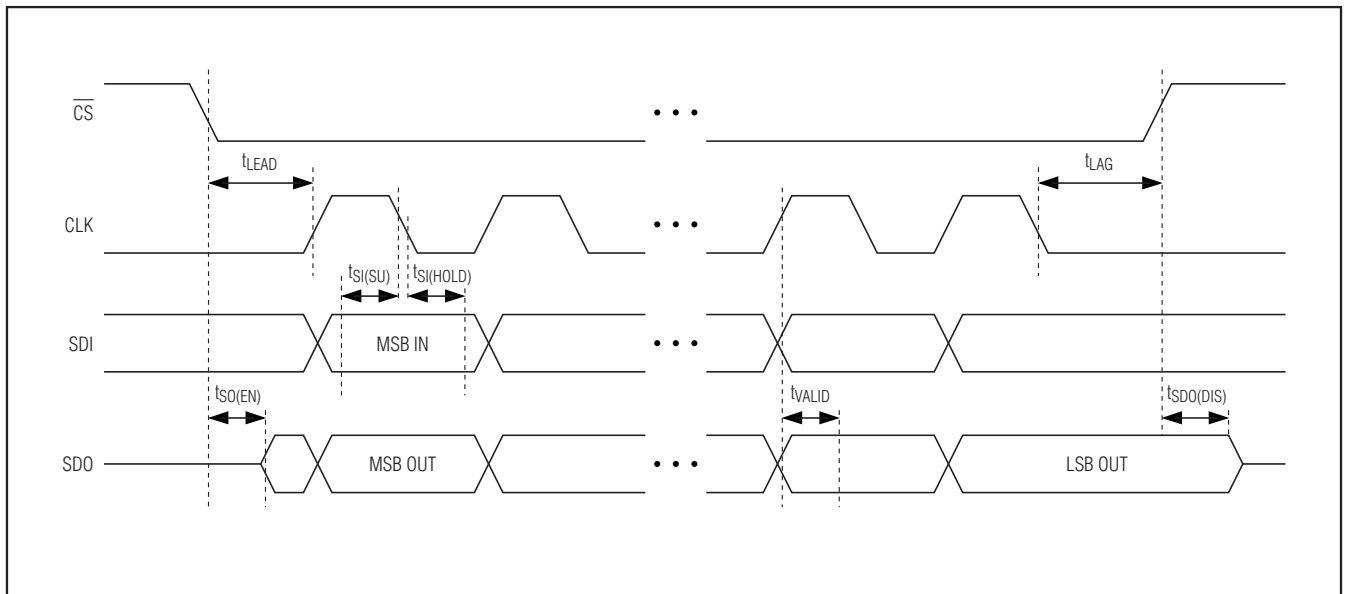 CS
tLEAD
tLAG
CLK
tSI(SU)
tSI(HOLD)
SDI
MSB IN
tSO(EN)
tVALID
tSDO(DIS)
SDO
MSB OUT
LSB OUT